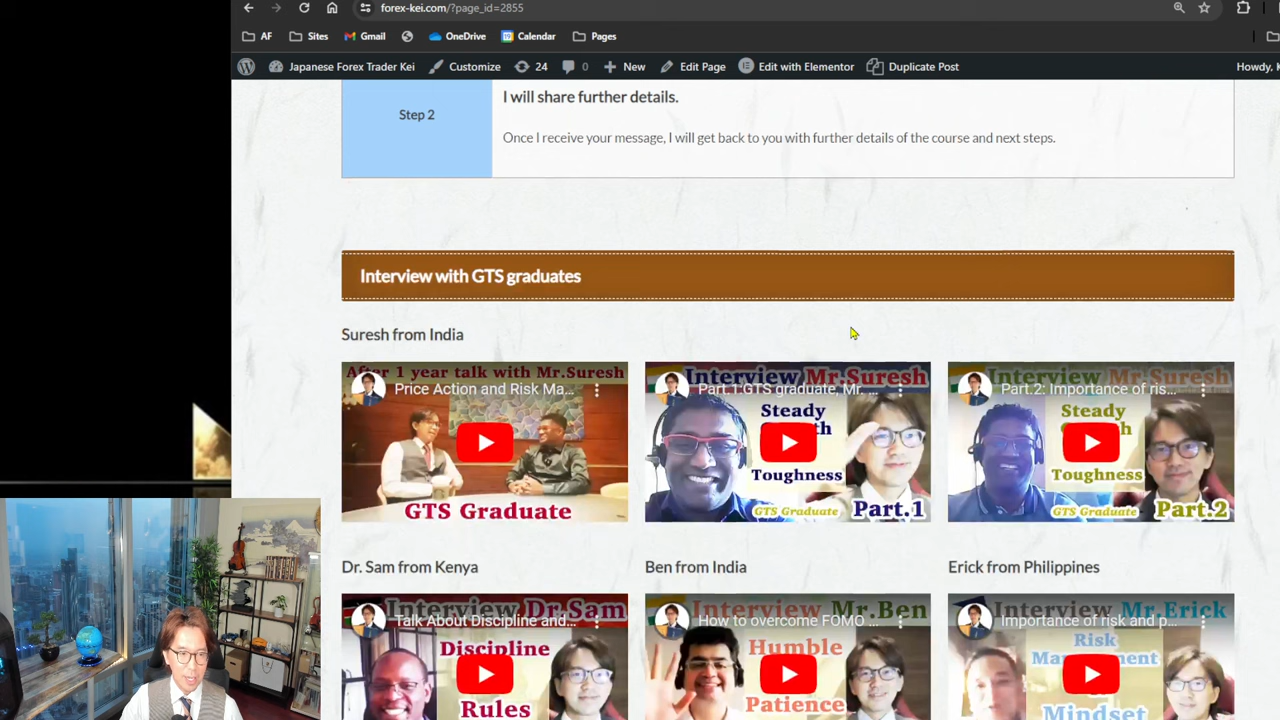 forex-kei.com/?page_id=2855
AF Sites Gmail OneDrive Calendar Pages
Japanese Forex Trader Kei Customize 24 0 New Edit Page Edit with Elementor Duplicate Post Howdy, K
Step 2
I will share further details.
Once I receive your message, I will get back to you with further details of the course and next steps.
Interview with GTS graduates
Suresh from India
After 1 year talk with Mr.Suresh
Price Action and Risk Ma...
GTS Graduate
Interview Mr.Suresh
Part.1:GTS graduate, Mr. ...
Steady
Toughness
GTS Graduate
Part.1
Interview Mr.Suresh
Part.2: Importance of ris...
Steady
Toughness
GTS Graduate
Part.2
Dr. Sam from Kenya
Ben from India
Erick from Philippines
Interview Dr.Sam
Talk About Discipline and...
Discipline
Rules
Interview Mr.Ben
How to overcome FOMO ...
Humble
Patience
Interview Mr.Erick
Importance of risk and p...
Risk
Mindset